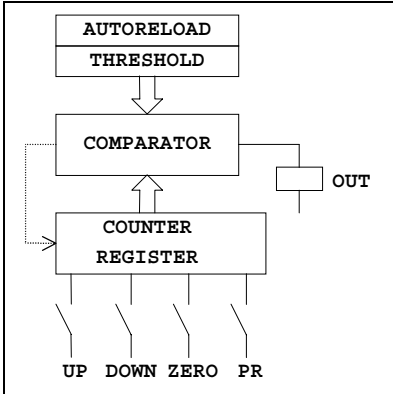 AUTORELOAD
THRESHOLD
COMPARATOR
OUT
COUNTER
REGISTER
UP DOWN ZERO PR